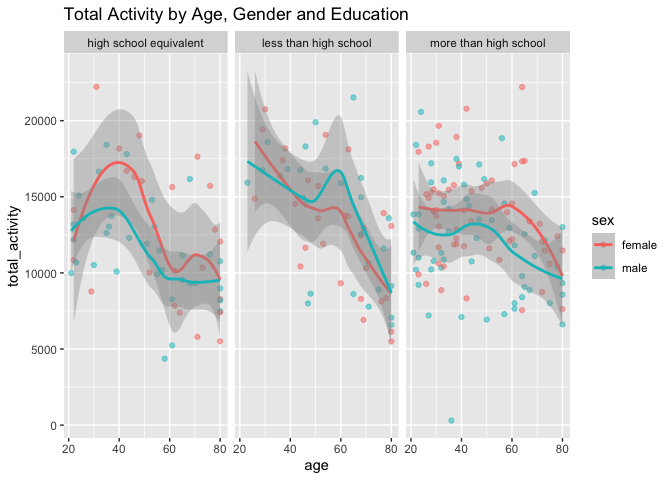 Total Activity by Age, Gender and Education
high school equivalent
less than high school
more than high school
total_activity
20000
15000
10000
5000
0
20 40 60 80
20 40 60 80
20 40 60 80
age
sex
female
male